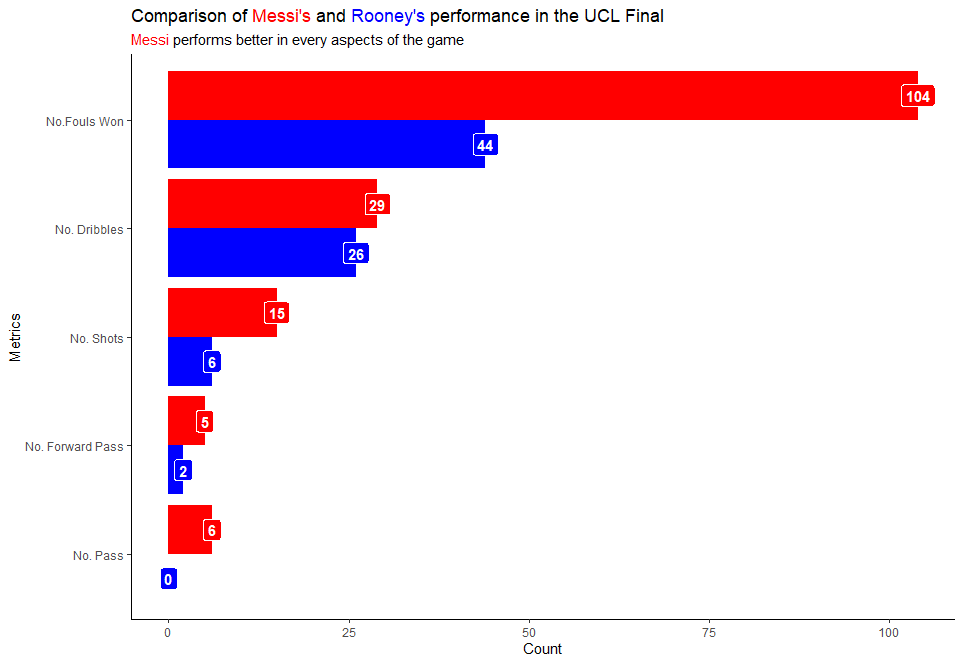 Comparison of Messi's and Rooney's performance in the UCL Final
Messi performs better in every aspects of the game
No.Fouls Won
104
44
No. Dribbles
29
26
No. Shots
15
6
No. Forward Pass
5
2
No. Pass
6
0
Metrics
0 25 50 75 100
Count